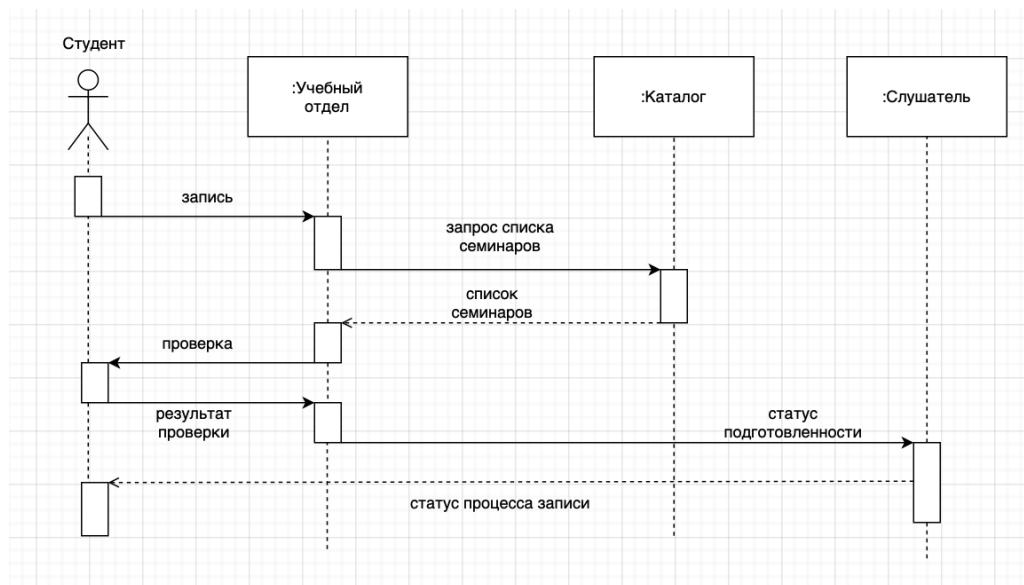 Студент
:Учебный
отдел
:Каталог
:Слушатель
запись
запрос списка
семинаров
список
семинаров
проверка
результат
проверки
статус
подготовленности
статус процесса записи